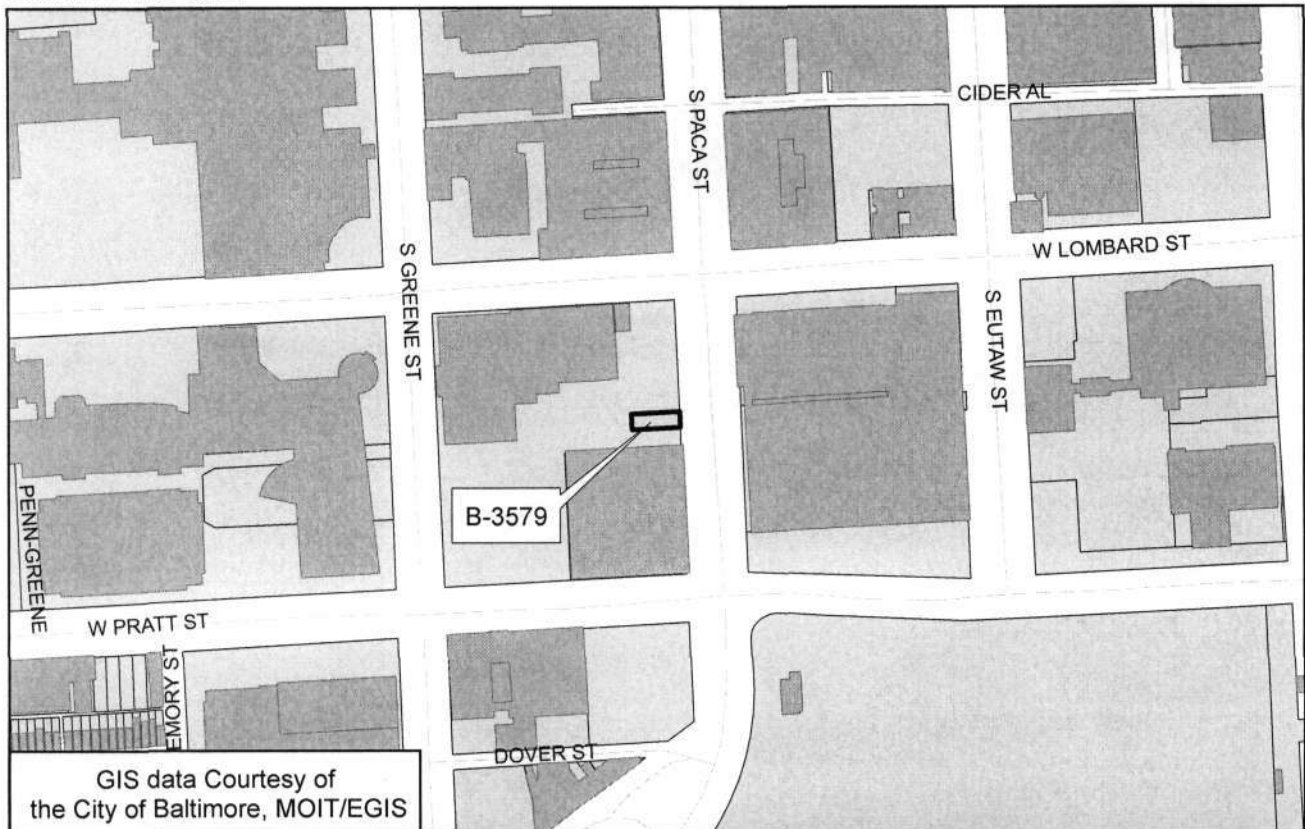 CIDER AL
S PACA ST
W LOMBARD ST
S GREENE ST
S EUTAW ST
B-3579
PENN-GREENE
W PRATT ST
EMORY ST
DOVER ST
GIS data Courtesy of
the City of Baltimore, MOIT/EGIS